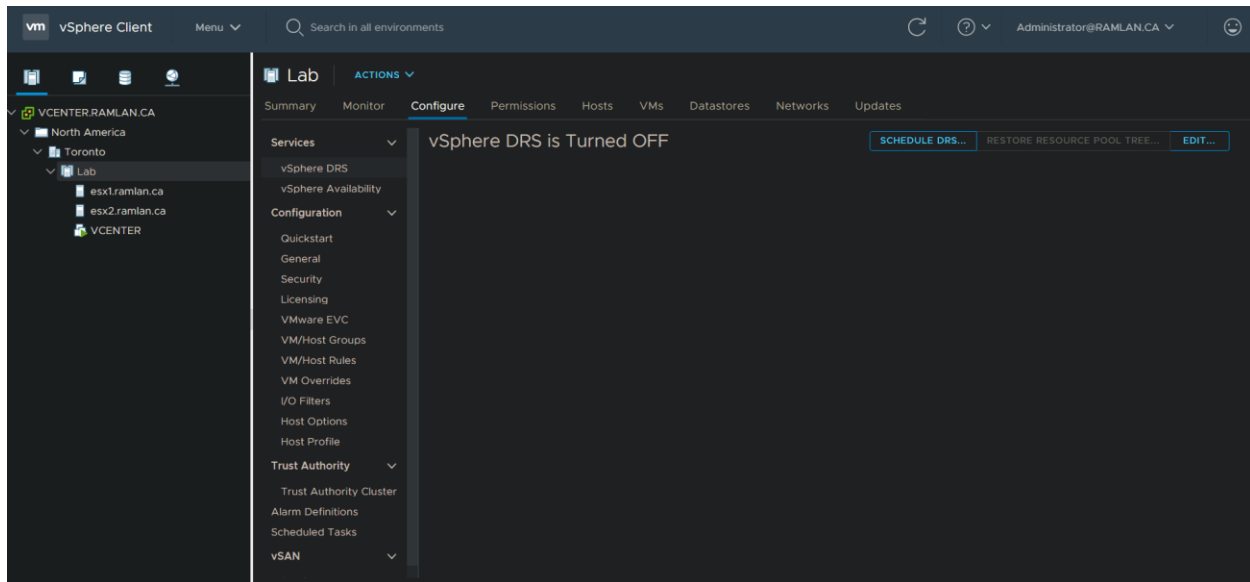 vm vSphere Client Menu Search in all environments Administrator@RAMLAN.CA
VCENTER.RAMLAN.CA
North America
Toronto
Lab
esx1.ramlan.ca
esx2.ramlan.ca
VCENTER
Lab ACTIONS
Summary Monitor Configure Permissions Hosts VMs Datastores Networks Updates
Services
vSphere DRS
vSphere Availability
Configuration
Quickstart
General
Security
Licensing
VMware EVC
VM/Host Groups
VM/Host Rules
VM Overrides
I/O Filters
Host Options
Host Profile
Trust Authority
Trust Authority Cluster
Alarm Definitions
Scheduled Tasks
vSAN
vSphere DRS is Turned OFF SCHEDULE DRS... RESTORE RESOURCE POOL TREE... EDIT...